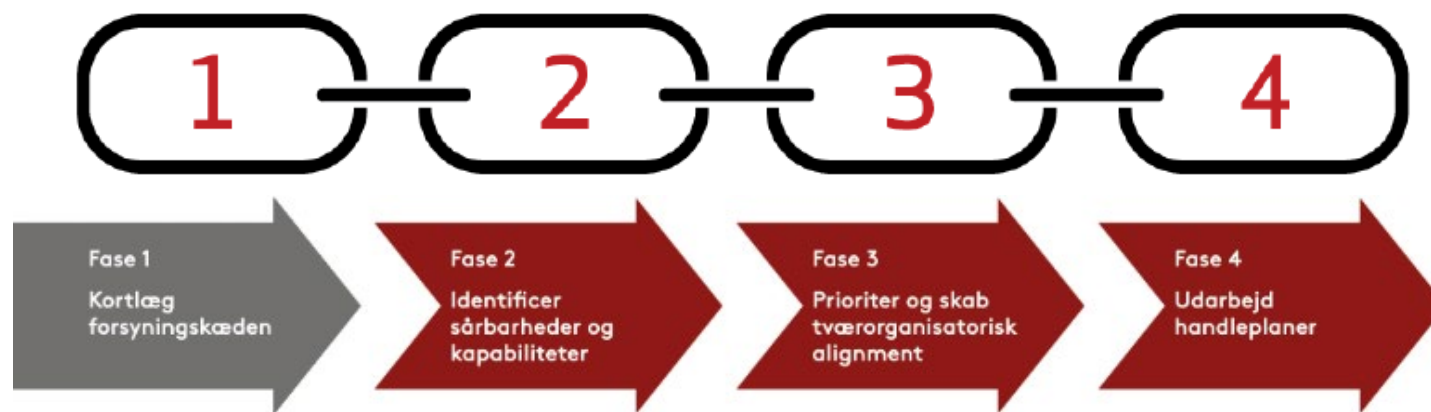 1
2
3
4
Fase 1
Kortlæg
forsyningskæden
Fase 2
Identificer
sårbarheder og
kapabiliteter
Fase 3
Prioriter og skab
tværorganisatorisk
alignment
Fase 4
Udarbejd
handleplaner